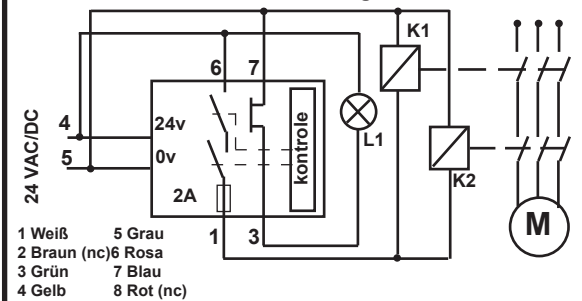 K1
6 7
24 VAC/DC
4
5
24v
0v
kontrole
L1
K2
2A
M
1 3
1 Weiß 5 Grau
2 Braun (nc) 6 Rosa
3 Grün 7 Blau
4 Gelb 8 Rot (nc)